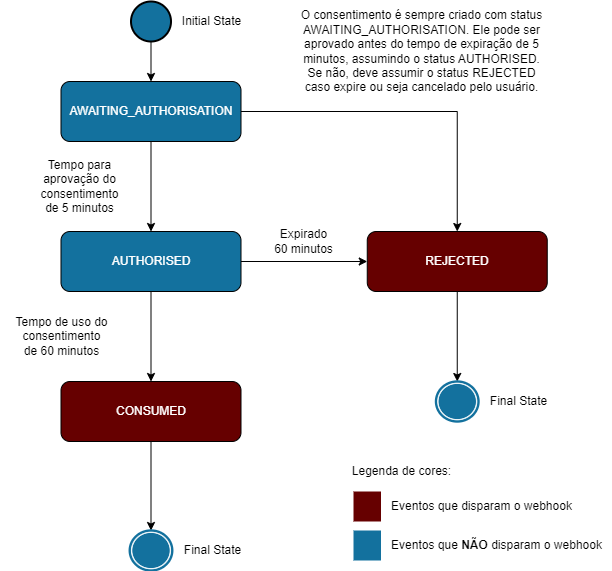 Initial State
O consentimento é sempre criado com status
AWAITING_AUTHORISATION. Ele pode ser
aprovado antes do tempo de expiração de 5
minutos, assumindo o status AUTHORISED.
Se não, deve assumir o status REJECTED
caso expire ou seja cancelado pelo usuário.
AWAITING_AUTHORISATION
Tempo para
aprovação do
consentimento
de 5 minutos
AUTHORISED
Expirado
60 minutos
REJECTED
Tempo de uso do
consentimento
de 60 minutos
CONSUMED
Final State
Legenda de cores:
Eventos que disparam o webhook
Eventos que NÃO disparam o webhook
Final State